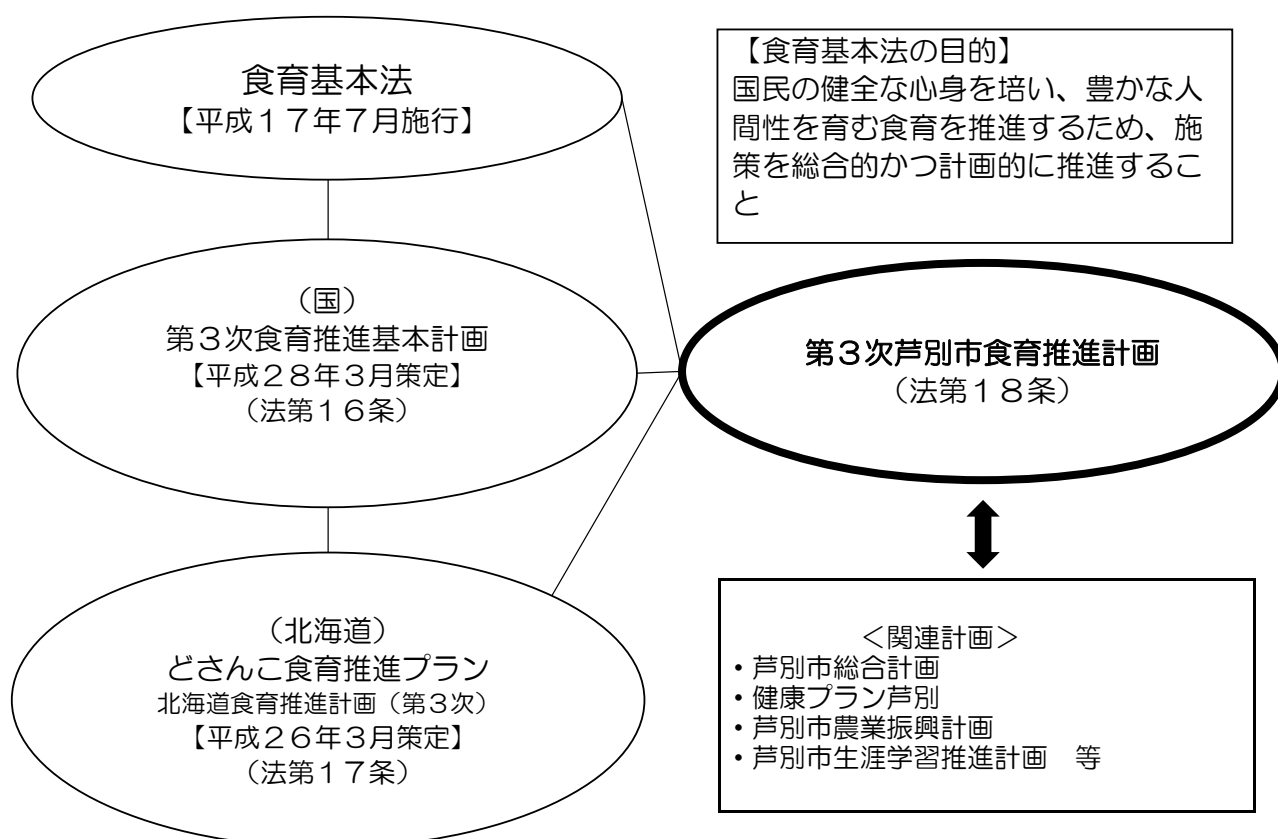 食育基本法
【平成１７年７月施行】
【食育基本法の目的】
国民の健全な心身を培い、豊かな人
間性を育む食育を推進するため、施
策を総合的かつ計画的に推進するこ
と
（国）
第３次食育推進基本計画
【平成２８年３月策定】
（法第１６条）
第３次芦別市食育推進計画
（法第１８条）
（北海道）
どさんこ食育推進プラン
北海道食育推進計画（第３次）
【平成２６年３月策定】
（法第１７条）
＜関連計画＞
・芦別市総合計画
・健康プラン芦別
・芦別市農業振興計画
・芦別市生涯学習推進計画　等